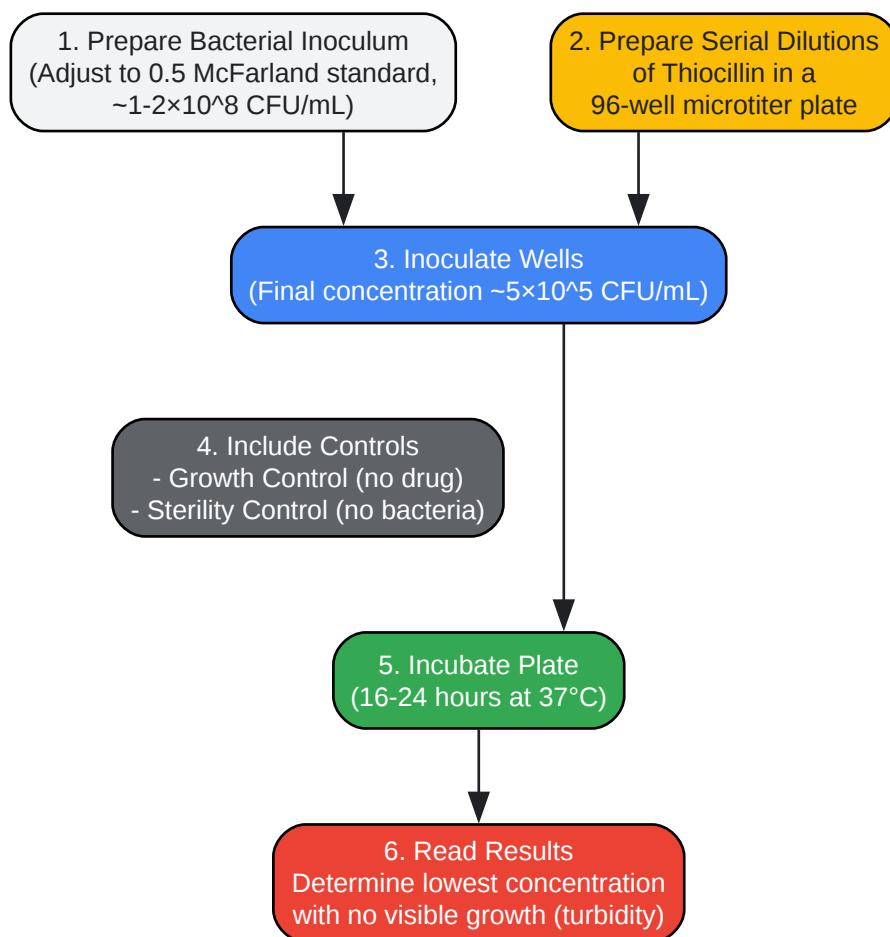 1. Prepare Bacterial Inoculum
(Adjust to 0.5 McFarland standard,
~1-2×10^8 CFU/mL)
2. Prepare Serial Dilutions
of Thiocillin in a
96-well microtiter plate
3. Inoculate Wells
(Final concentration ~5×10^5 CFU/mL)
4. Include Controls
- Growth Control (no drug)
- Sterility Control (no bacteria)
5. Incubate Plate
(16-24 hours at 37°C)
6. Read Results
Determine lowest concentration
with no visible growth (turbidity)